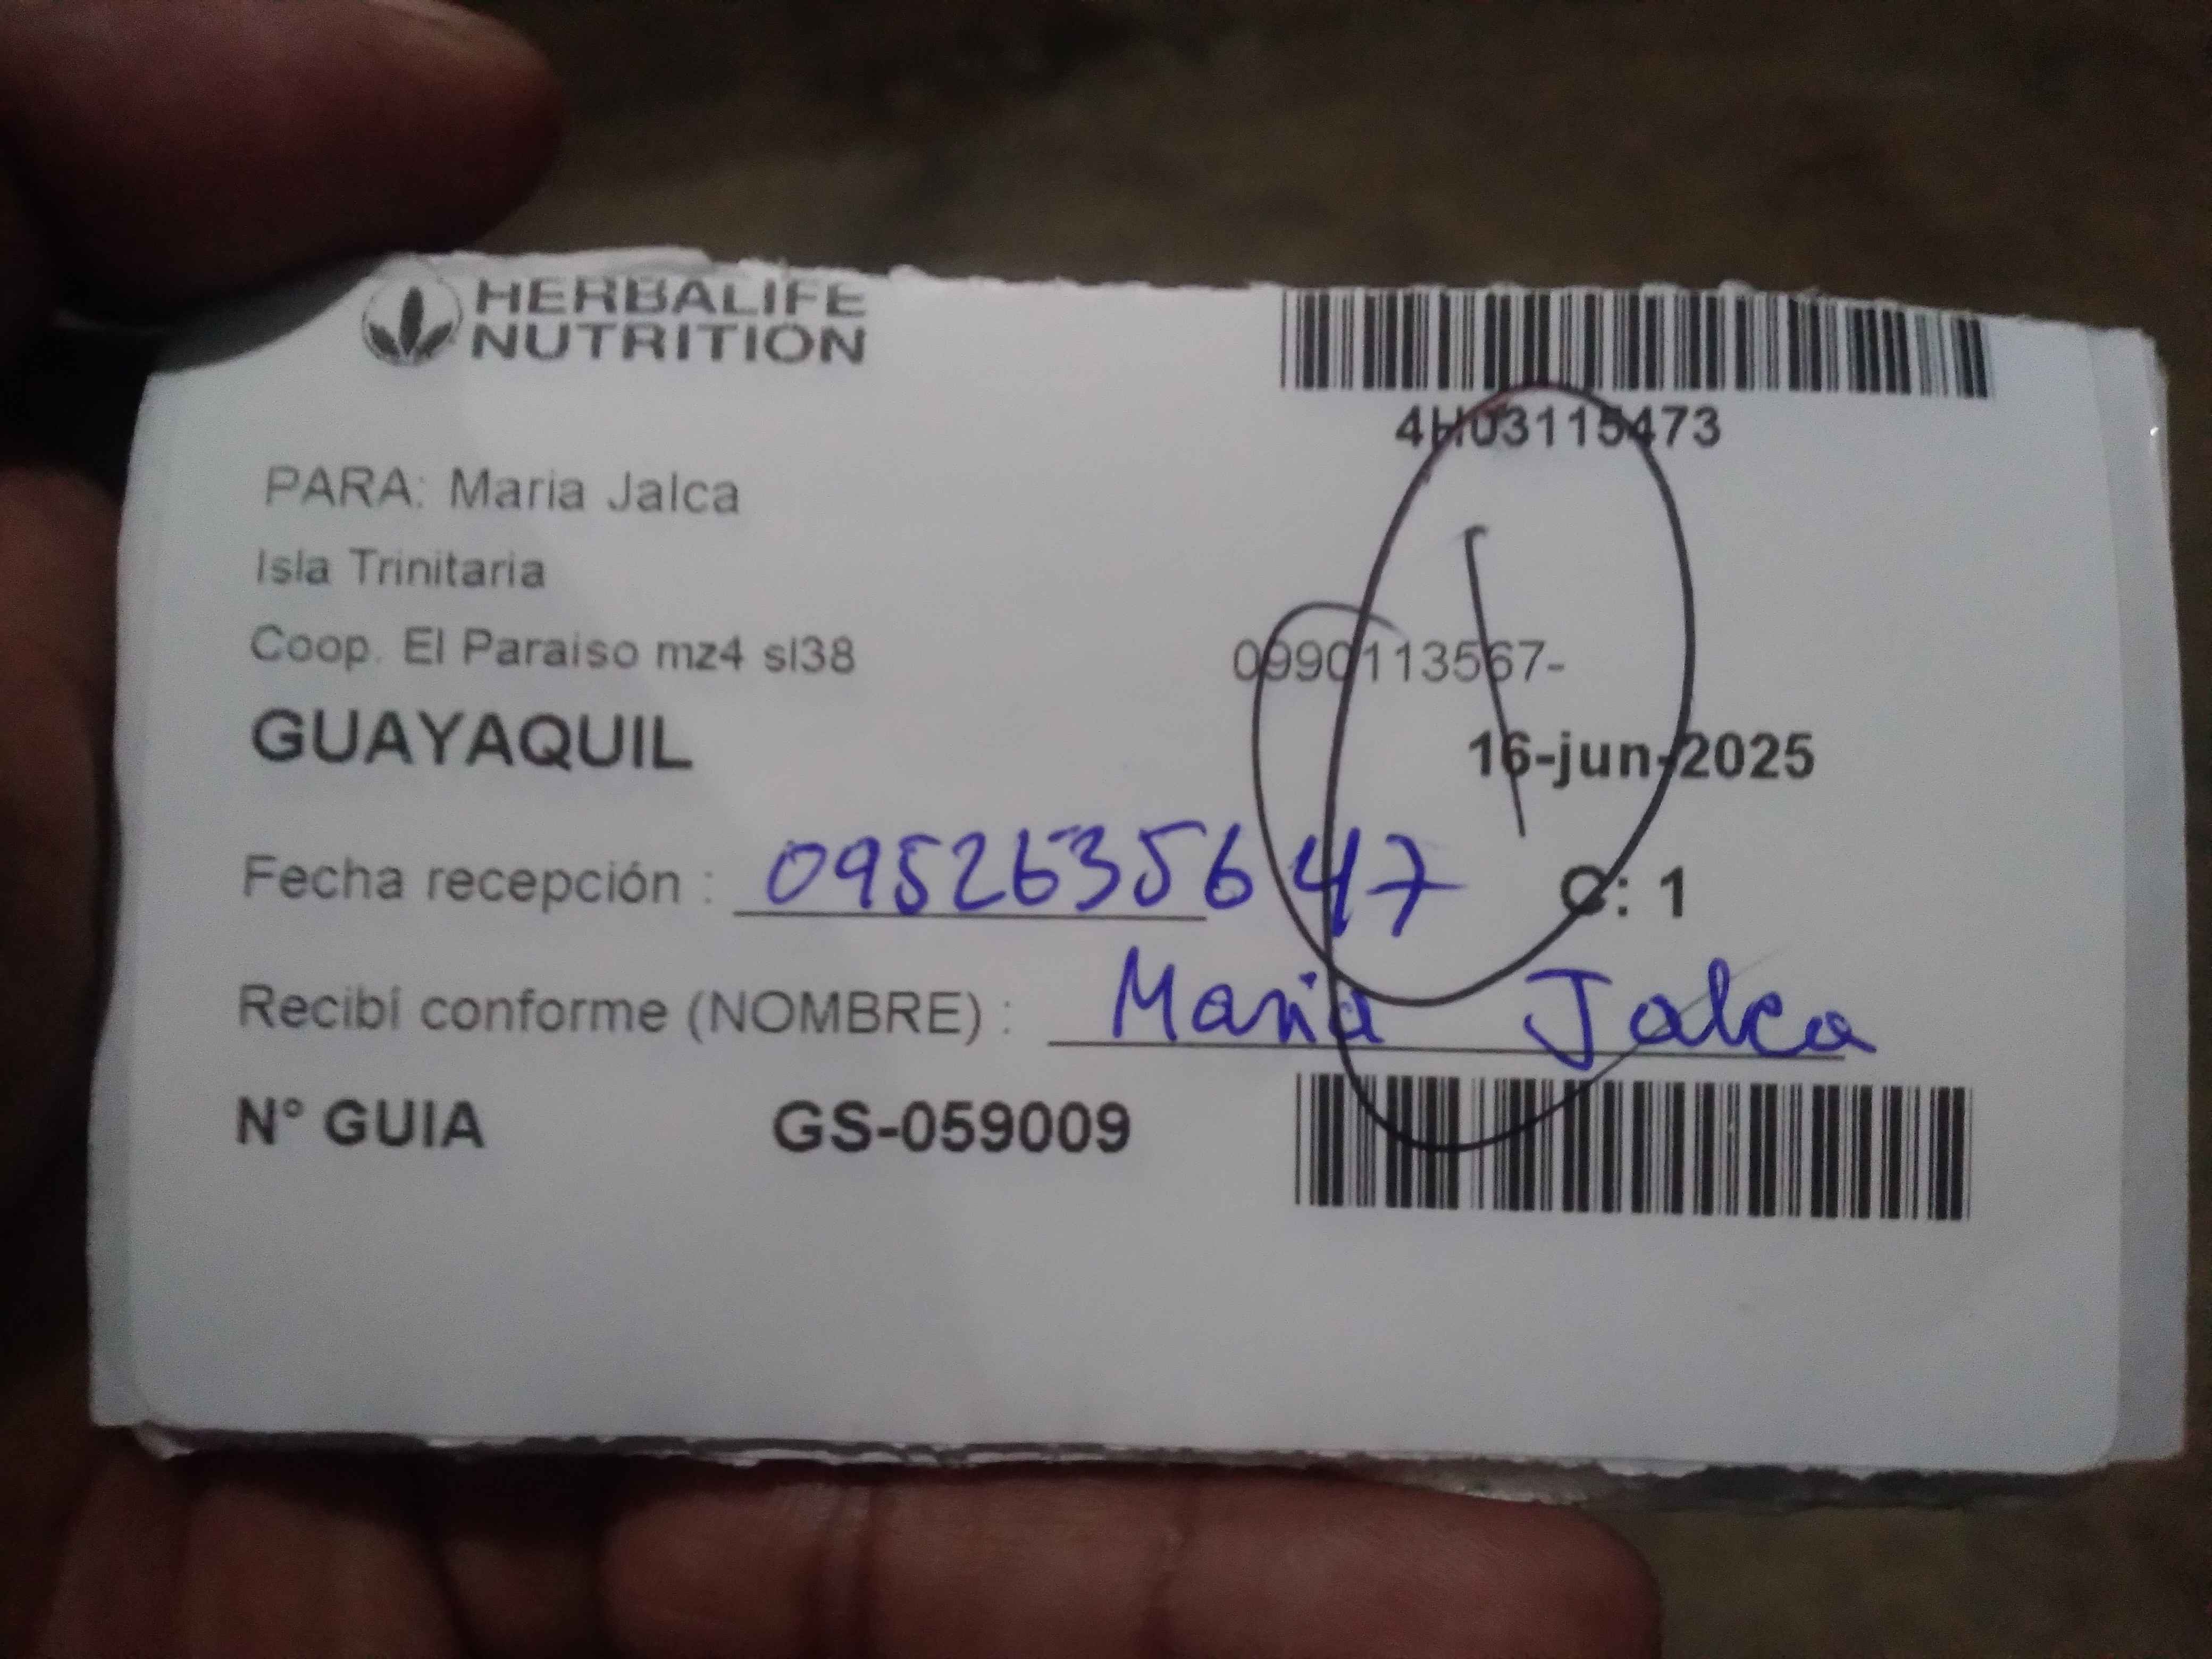 HERBALIFE
NUTRITION
4H03115473
PARA: Maria Jalca
Isla Trinitaria
Coop. El Paraiso mz4 sl38
0990113567-
GUAYAQUIL
16-jun-2025
Fecha recepción : 0952635647
C: 1
Recibí conforme (NOMBRE) : Maria Jalca
N° GUIA GS-059009